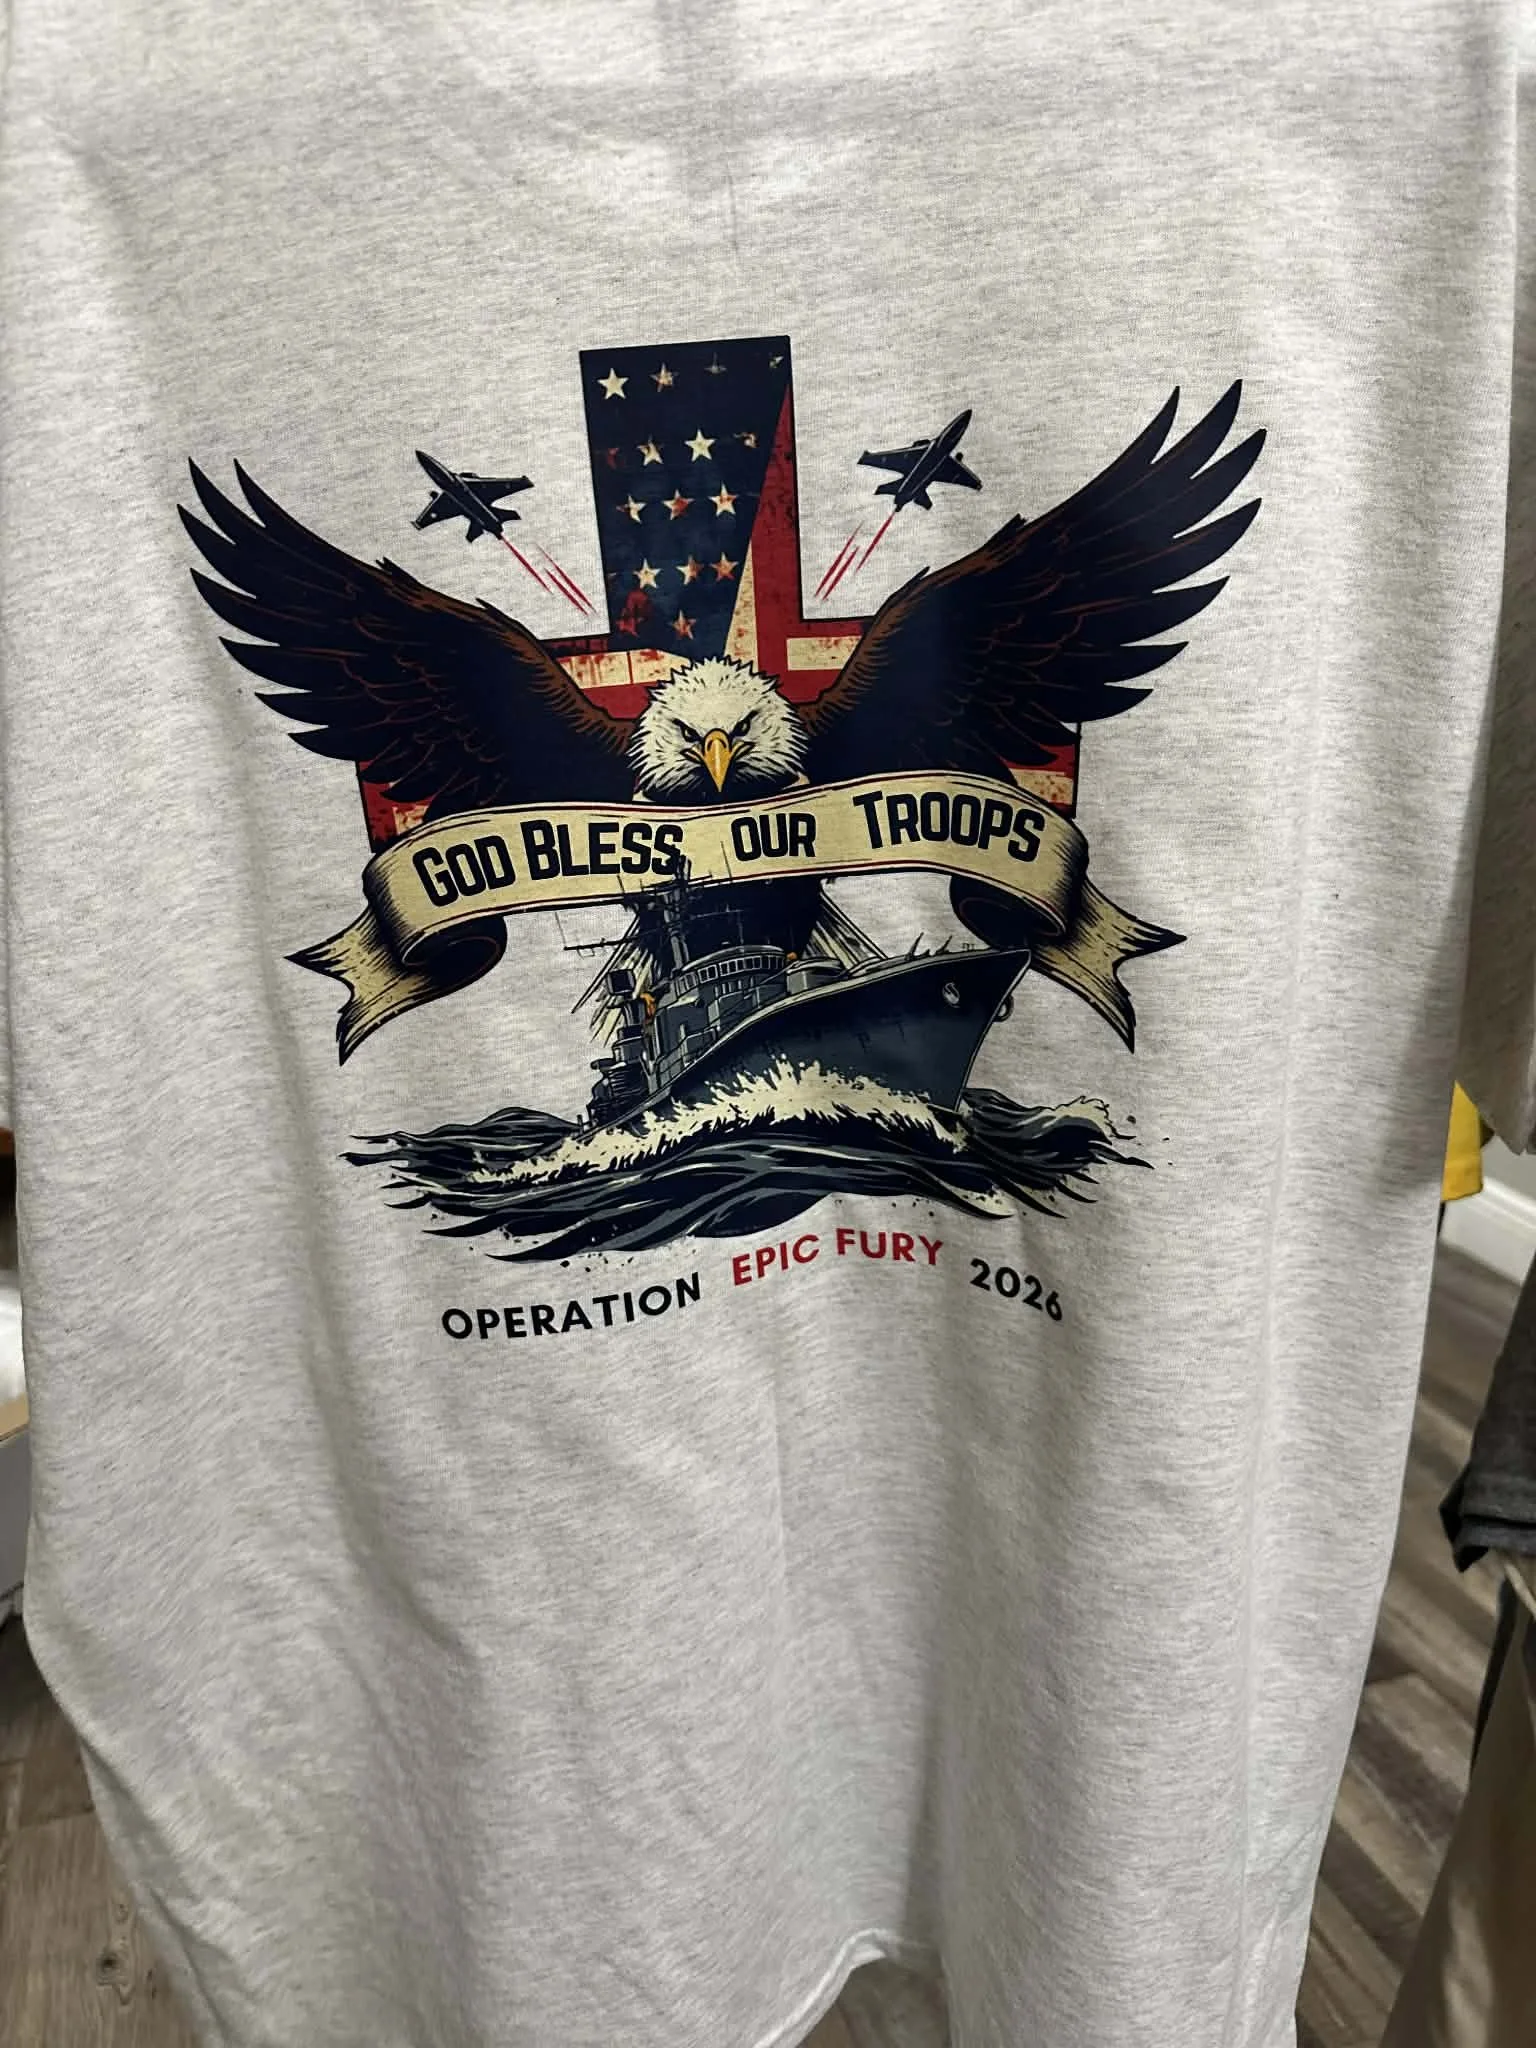 God Bless our Troops
OPERATION EPIC FURY 2026